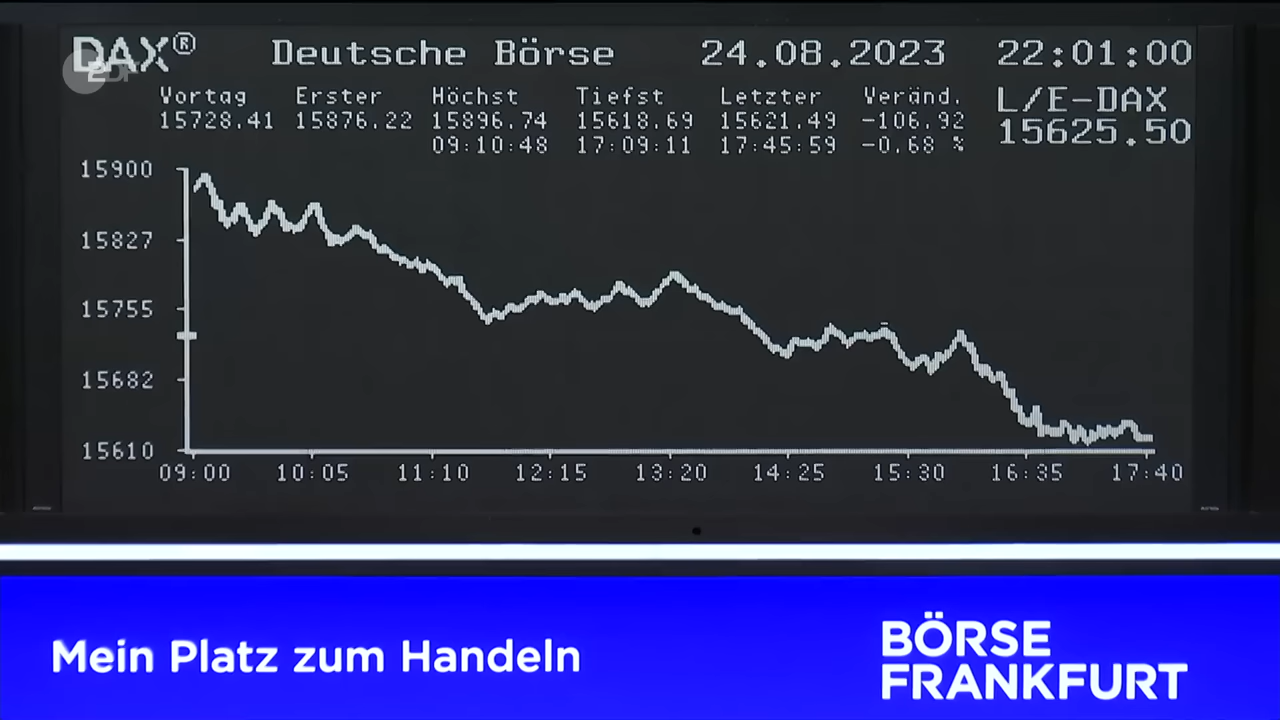 DAX®
ZDF
Deutsche Börse
24.08.2023
22:01:00
Vortag Erster Höchst Tiefst Letzter Veränd.
15728.41 15876.22 15896.74 15618.69 15621.49 -106.92
09:10:48 17:09:11 17:45:59 -0.68 %
L/E-DAX
15625.50
15900
15827
15755
15682
15610
09:00 10:05 11:10 12:15 13:20 14:25 15:30 16:35 17:40
Mein Platz zum Handeln
BÖRSE
FRANKFURT